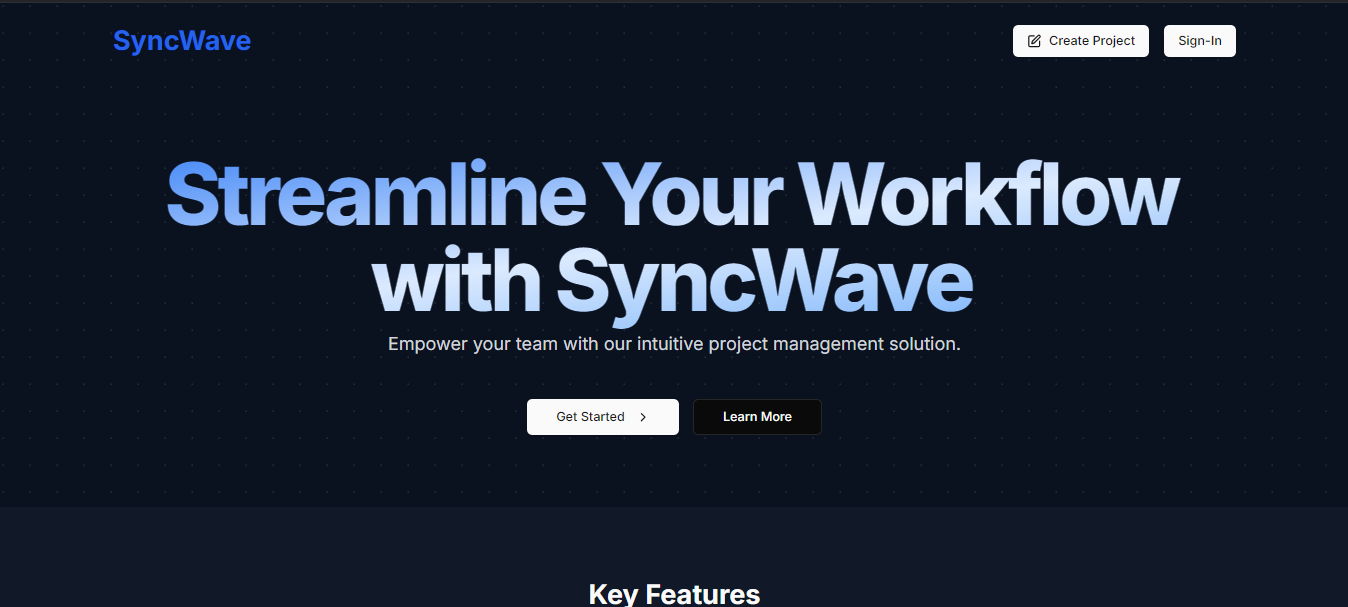 SyncWave
Create Project
Sign-In
Streamline Your Workflow
with SyncWave
Empower your team with our intuitive project management solution.
Get Started
Learn More
Key Features